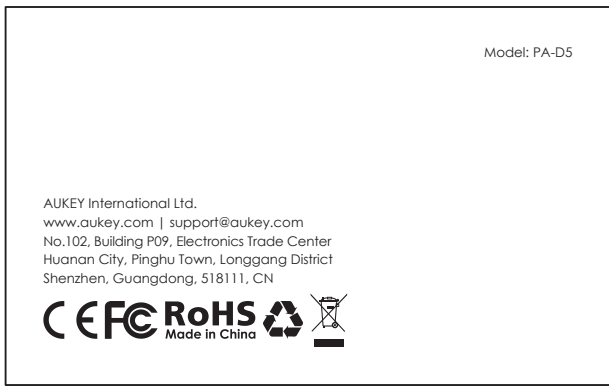 Model: PA-D5
AUKEY International Ltd.
www.aukey.com | support@aukey.com
No.102, Building P09, Electronics Trade Center
Huanan City, Pinghu Town, Longgang District
Shenzhen, Guangdong, 518111, CN
CE FC RoHS
Made in China